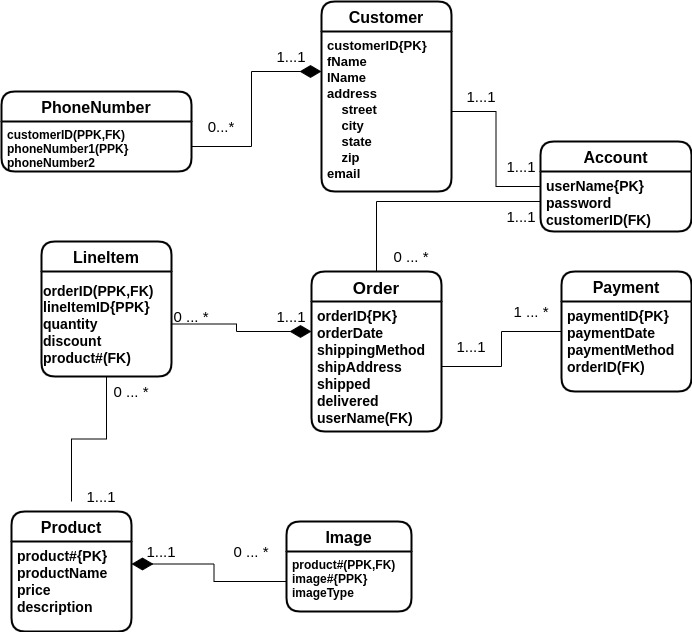 Customer
customerID{PK}
fName
lName
address
street
city
state
zip
email
1...1
0...*
PhoneNumber
customerID(PPK,FK)
phoneNumber1(PPK}
phoneNumber2
1...1
1...1
Account
userName{PK}
password
customerID(FK)
1...1
0 ... *
LineItem
orderID(PPK,FK)
lineItemID{PPK}
quantity
discount
product#(FK)
0 ... *
1...1
Order
orderID{PK}
orderDate
shippingMethod
shipAddress
shipped
delivered
userName(FK)
1...1
1 ... *
Payment
paymentID{PK}
paymentDate
paymentMethod
orderID(FK)
0 ... *
1...1
Product
product#{PK}
productName
price
description
1...1
0 ... *
Image
product#(PPK,FK)
image#{PPK}
imageType